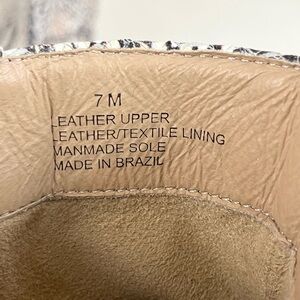 7 M
LEATHER UPPER
LEATHER/TEXTILE LINING
MANMADE SOLE
MADE IN BRAZIL